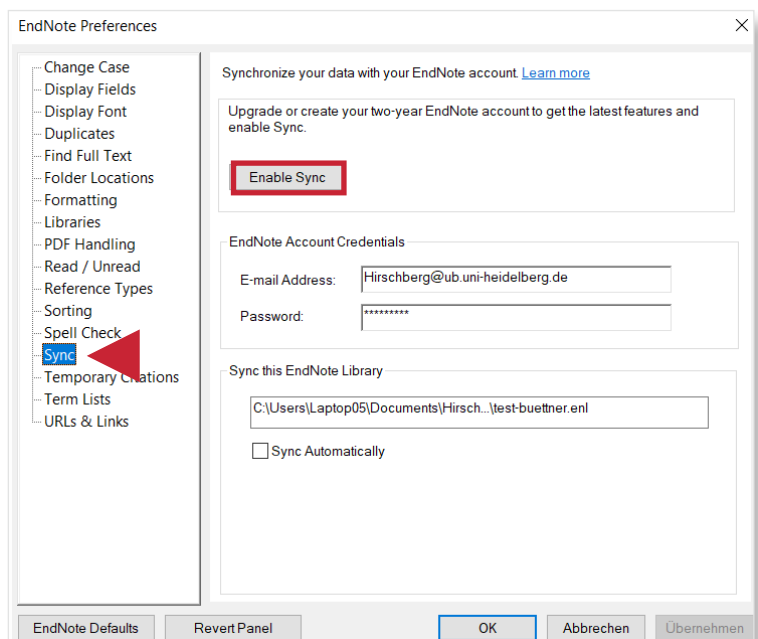 EndNote Preferences
Change Case
Display Fields
Display Font
Duplicates
Find Full Text
Folder Locations
Formatting
Libraries
PDF Handling
Read / Unread
Reference Types
Sorting
Spell Check
Sync
Temporary Citations
Term Lists
URLs & Links
Synchronize your data with your EndNote account. Learn more
Upgrade or create your two-year EndNote account to get the latest features and
enable Sync.
Enable Sync
EndNote Account Credentials
E-mail Address: Hirschberg@ub.uni-heidelberg.de
Password: *********
Sync this EndNote Library
C:\Users\Laptop05\Documents\Hirsch...\test-buettner.enl
Sync Automatically
EndNote Defaults Revert Panel OK Abbrechen Übernehmen